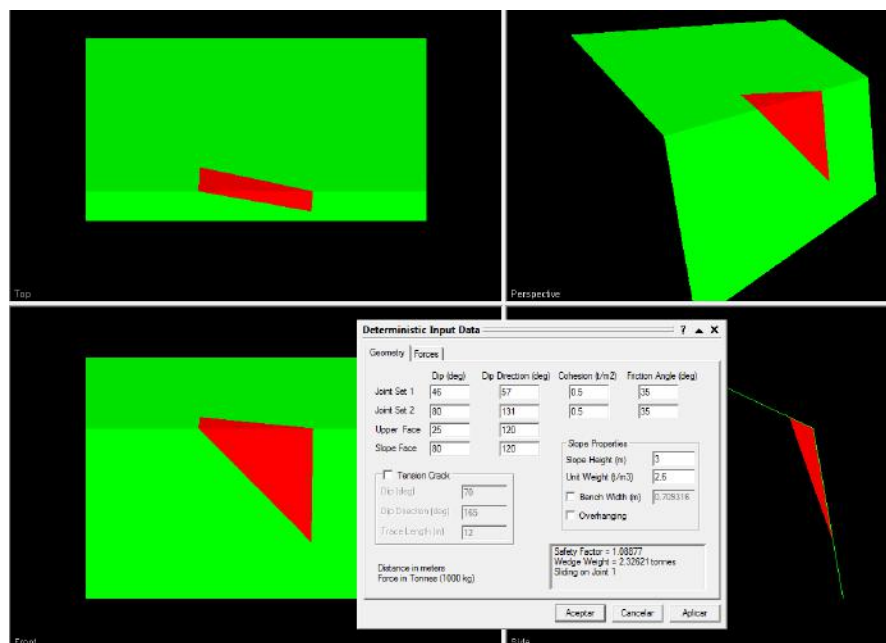 Top
Perspective
Deterministic Input Data ? ▲ X
Geometry Forces
Dip (deg) Dip Direction (deg) Cohesion (t/m2) Friction Angle (deg)
Joint Set 1 46 57 0.5 35
Joint Set 2 80 131 0.5 35
Upper Face 25 120
Slope Face 80 120
Slope Properties
Slope Height (m) 3
Unit Weight (t/m3) 2.6
Bench Width (m) 0.709316
Overhanging
Tension Crack
Dip (deg) 70
Dip Direction (deg) 165
Trace Length (m) 12
Distance in meters
Force in Tonnes (1000 kg)
Safety Factor = 1.08877
Wedge Weight = 2.32621 tonnes
Sliding on Joint 1
Aceptar Cancelar Aplicar
Front
Side